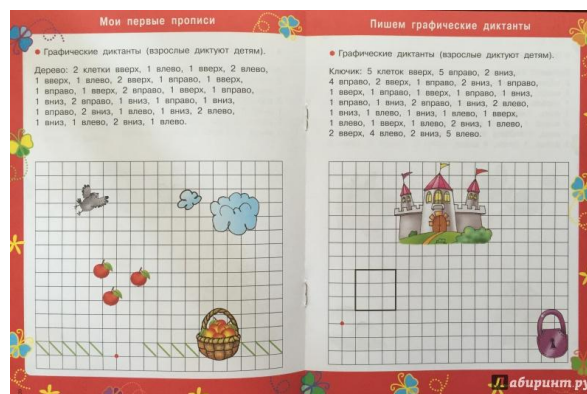 Мои первые прописи
Графические диктанты (взрослые диктуют детям).
Дерево: 2 клетки вверх, 1 влево, 1 вверх, 2 влево,
1 вверх, 1 влево, 2 вверх, 1 вправо, 1 вверх,
1 вправо, 1 вверх, 2 вправо, 1 вверх, 1 вправо,
1 вниз, 2 вправо, 1 вниз, 1 вправо, 1 вниз,
1 вправо, 2 вниз, 1 влево, 1 вниз, 2 влево,
1 вниз, 1 влево, 2 вниз, 1 влево.
Пишем графические диктанты
Графические диктанты (взрослые диктуют детям).
Ключик: 5 клеток вверх, 5 вправо, 2 вниз,
4 вправо, 2 вверх, 1 вправо, 2 вниз, 1 вправо,
1 вверх, 1 вправо, 1 вверх, 1 вправо, 1 вниз,
1 вправо, 1 вниз, 2 вправо, 1 вниз, 2 влево,
1 вниз, 1 влево, 1 вниз, 1 влево, 1 вверх,
1 влево, 1 вверх, 1 влево, 2 вниз, 1 влево,
2 вверх, 4 влево, 2 вниз, 5 влево.
1
Лабиринт.ру